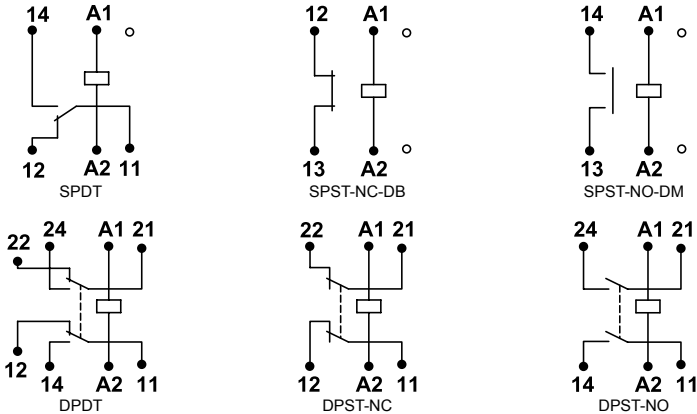 14 A1
12 A1
14 A1
12 A2 11
13 A2
13 A2
SPDT
SPST-NC-DB
SPST-NO-DM
22 24 A1 21
22 A1 21
24 A1 21
12 14 A2 11
12 A2 11
14 A2 11
DPDT
DPST-NC
DPST-NO